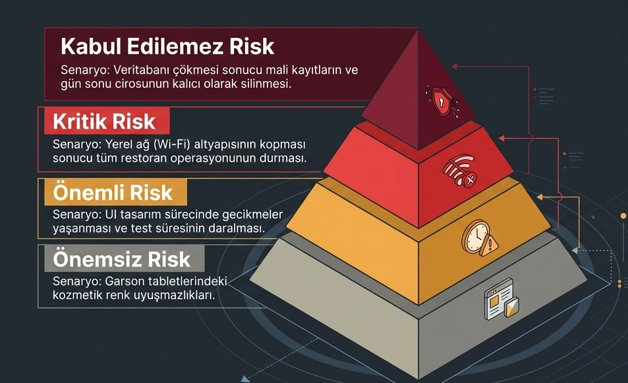 Kabul Edilemez Risk
Senaryo: Veritabanı çökmesi sonucu mali kayıtların ve
gün sonu cirosunun kalıcı olarak silinmesi.
Kritik Risk
Senaryo: Yerel ağ (Wi-Fi) altyapısının kopması
sonucu tüm restoran operasyonunun durması.
Önemli Risk
Senaryo: UI tasarım sürecinde gecikmeler
yaşanması ve test süresinin daralması.
Önemsiz Risk
Senaryo: Garson tabletlerindeki
kozmetik renk uyuşmazlıkları.